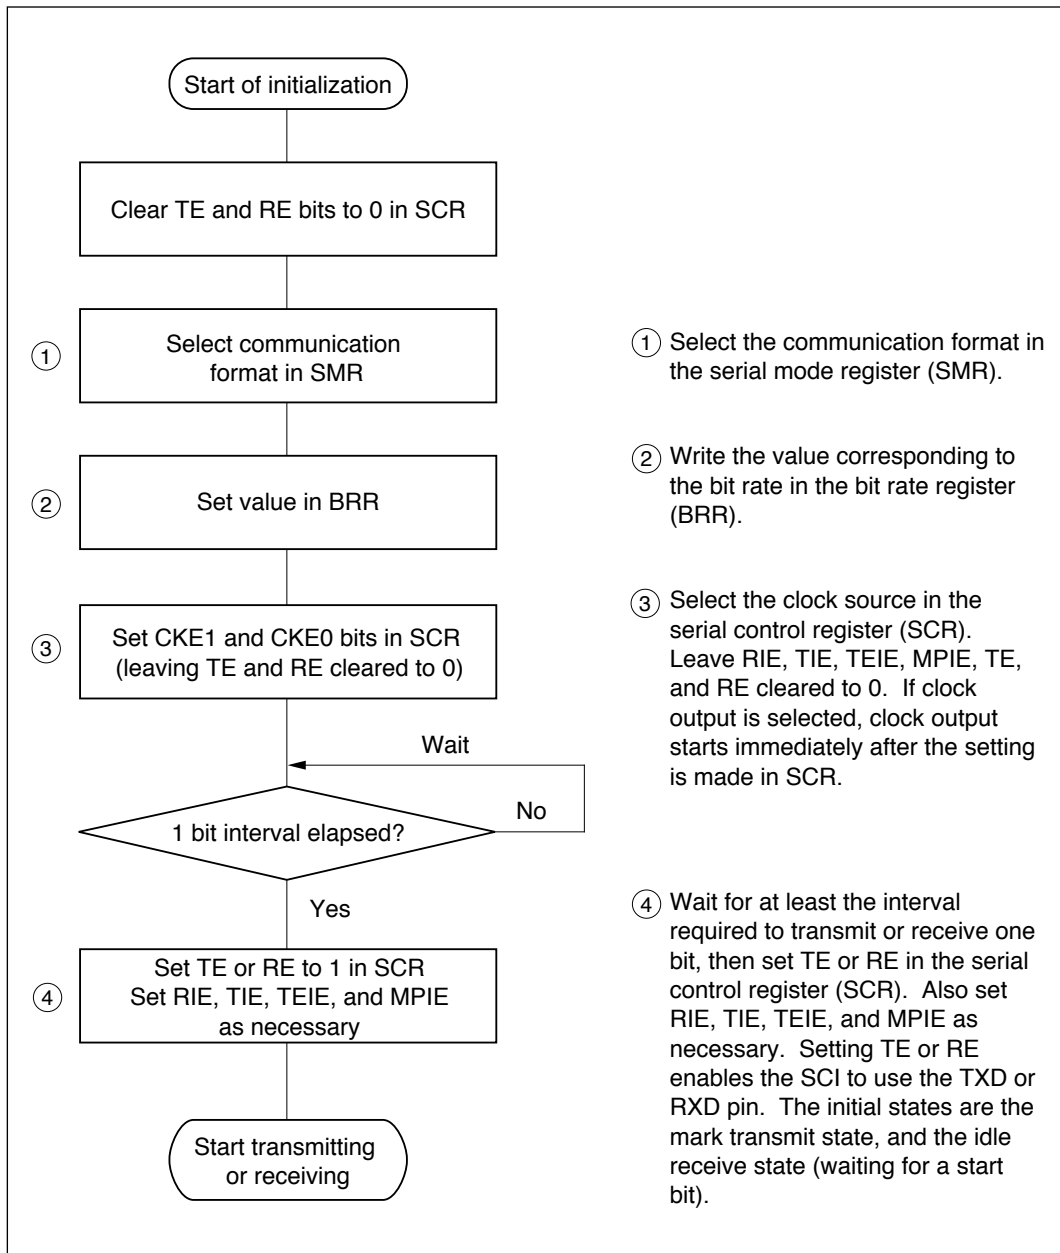 Start of initialization
Clear TE and RE bits to 0 in SCR
1
Select communication
format in SMR
2
Set value in BRR
3
Set CKE1 and CKE0 bits in SCR
(leaving TE and RE cleared to 0)
Wait
No
1 bit interval elapsed?
Yes
4
Set TE or RE to 1 in SCR
Set RIE, TIE, TEIE, and MPIE
as necessary
Start transmitting
or receiving
1 Select the communication format in
the serial mode register (SMR).
2 Write the value corresponding to
the bit rate in the bit rate register
(BRR).
3 Select the clock source in the
serial control register (SCR).
Leave RIE, TIE, TEIE, MPIE, TE,
and RE cleared to 0.  If clock
output is selected, clock output
starts immediately after the setting
is made in SCR.
4 Wait for at least the interval
required to transmit or receive one
bit, then set TE or RE in the serial
control register (SCR).  Also set
RIE, TIE, TEIE, and MPIE as
necessary.  Setting TE or RE
enables the SCI to use the TXD or
RXD pin.  The initial states are the
mark transmit state, and the idle
receive state (waiting for a start
bit).